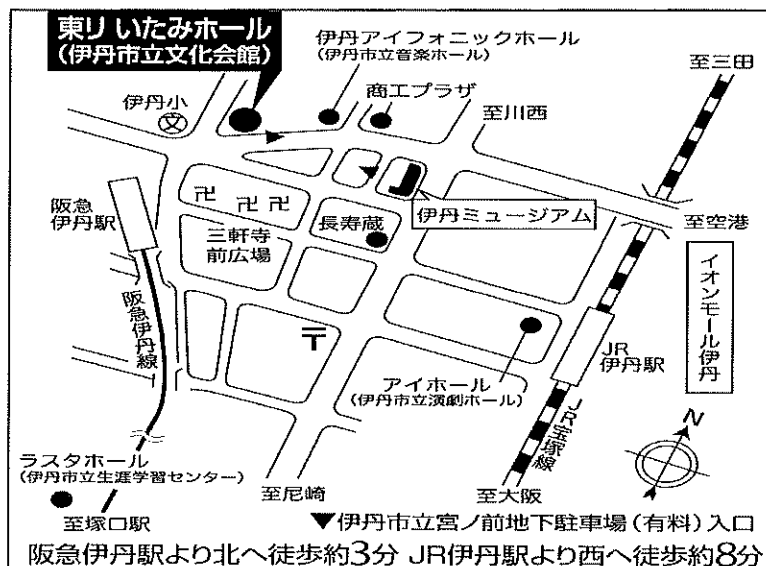 東リ いたみホール
(伊丹市立文化会館)
伊丹アイフォニックホール
(伊丹市立音楽ホール)
至三田
商工プラザ
伊丹小
文
至川西
阪急
伊丹駅
卍 卍 卍
伊丹ミュージアム
至空港
長寿蔵
三軒寺
前広場
イオンモール伊丹
阪急伊丹線
〒
JR
伊丹駅
アイホール
(伊丹市立演劇ホール)
JR宝塚線
N
ラスタホール
(伊丹市立生涯学習センター)
至尼崎
至大阪
至塚口駅
▼伊丹市立宮ノ前地下駐車場(有料)入口
阪急伊丹駅より北へ徒歩約3分 JR伊丹駅より西へ徒歩約8分